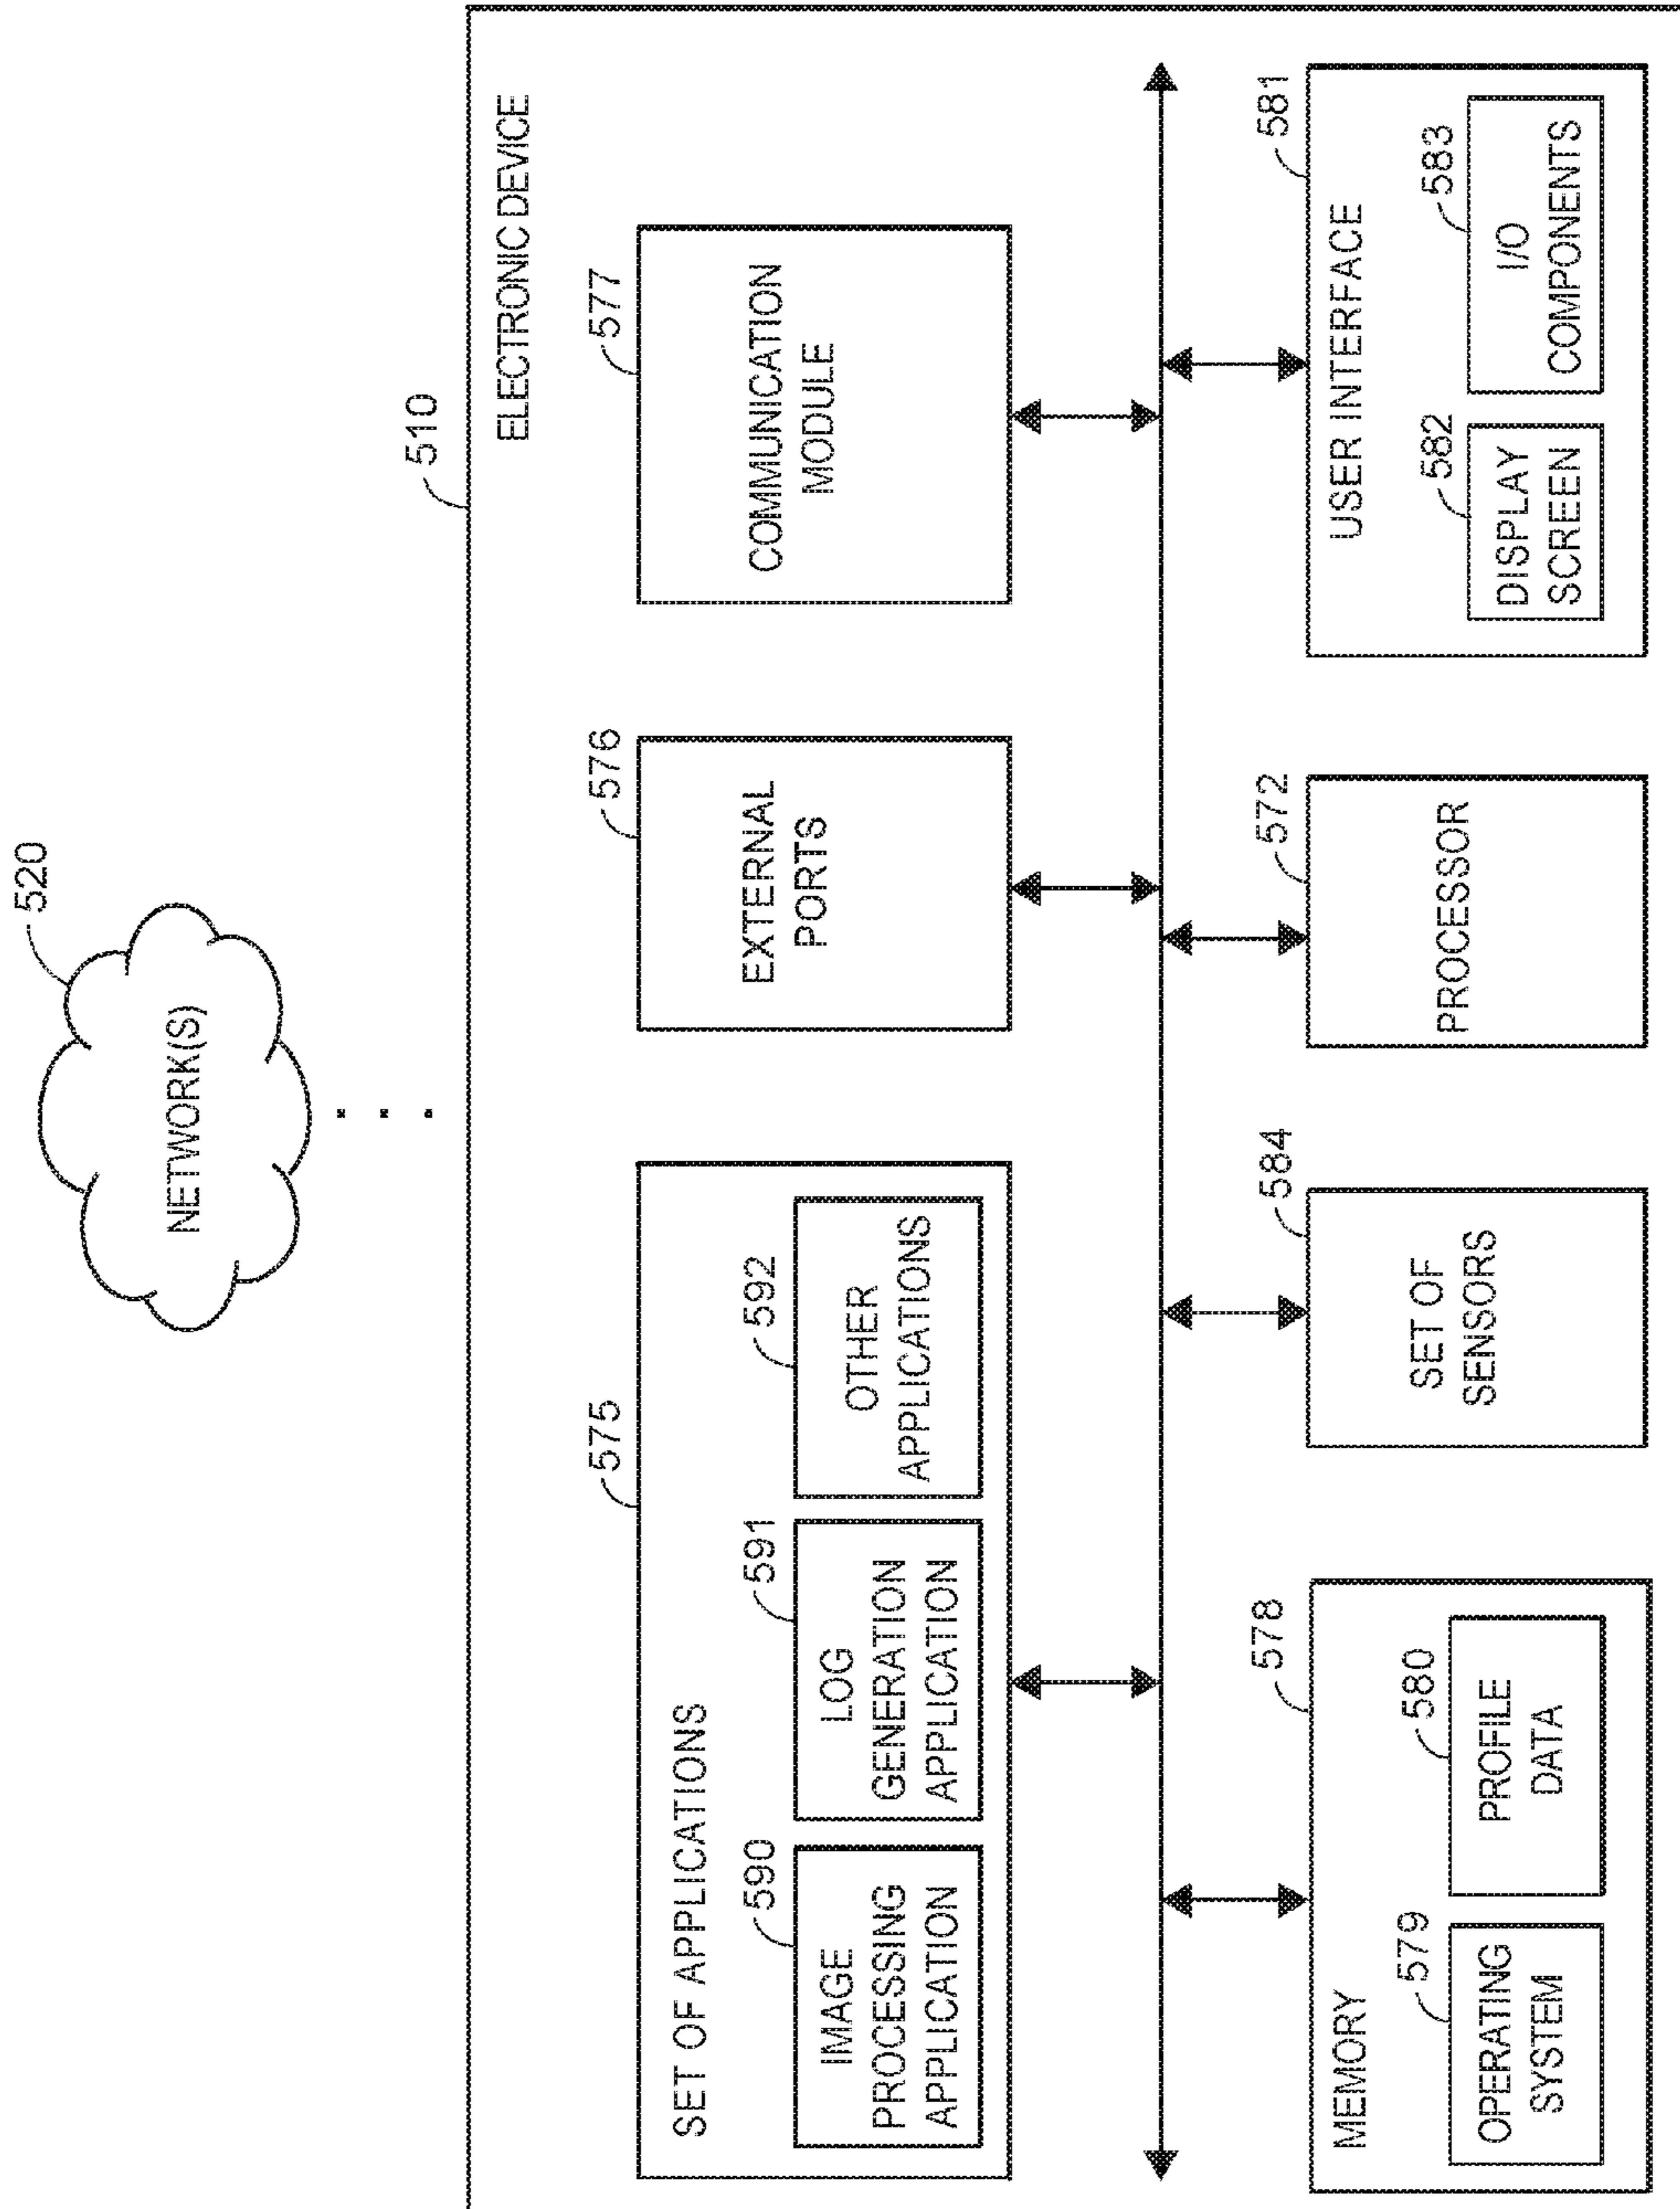 520
NETWORK(S)
510
ELECTRONIC DEVICE
575
SET OF APPLICATIONS
590
IMAGE
PROCESSING
APPLICATION
591
LOG
GENERATION
APPLICATION
592
OTHER
APPLICATIONS
576
EXTERNAL
PORTS
577
COMMUNICATION
MODULE
578
MEMORY
579
OPERATING
SYSTEM
580
PROFILE
DATA
584
SET OF
SENSORS
572
PROCESSOR
581
USER INTERFACE
582
DISPLAY
SCREEN
583
I/O
COMPONENTS